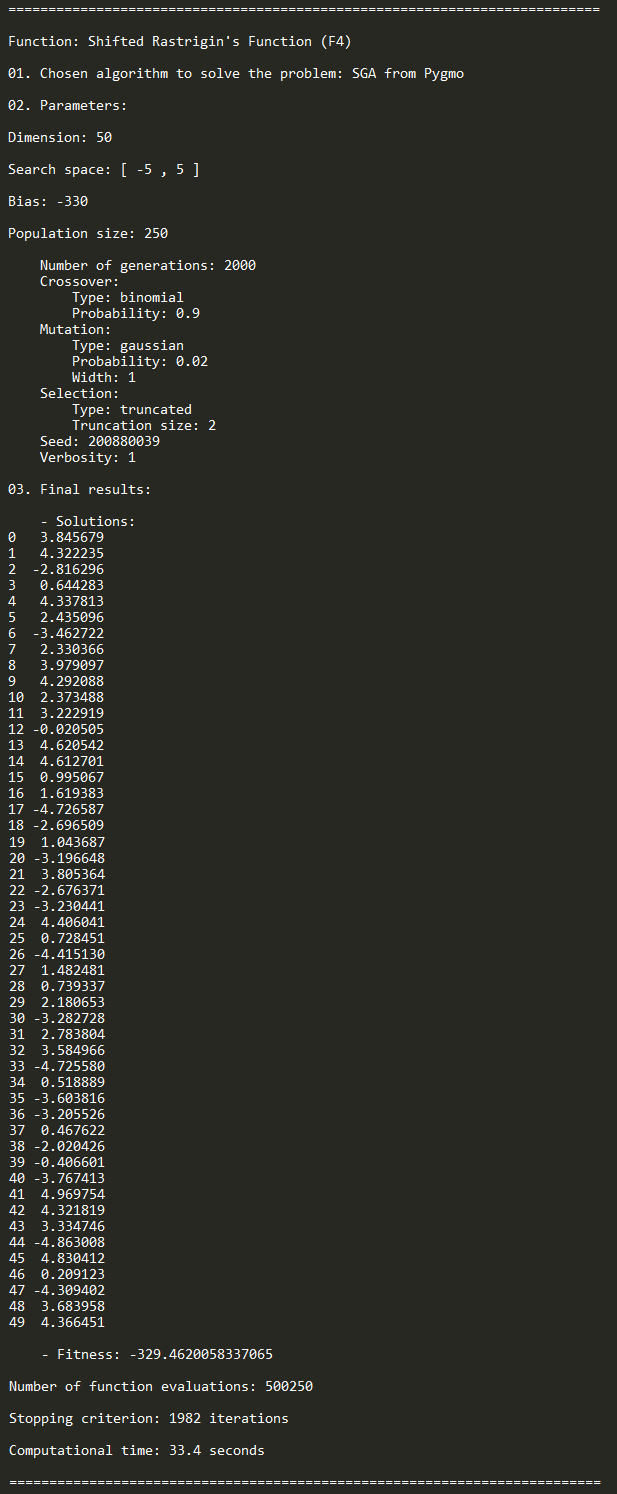 ===========================================================================
Function: Shifted Rastrigin's Function (F4)
01. Chosen algorithm to solve the problem: SGA from Pygmo
02. Parameters:
Dimension: 50
Search space: [ -5 , 5 ]
Bias: -330
Population size: 250
Number of generations: 2000
Crossover:
Type: binomial
Probability: 0.9
Mutation:
Type: gaussian
Probability: 0.02
Width: 1
Selection:
Type: truncated
Truncation size: 2
Seed: 200880039
Verbosity: 1
03. Final results:
- Solutions:
0 3.845679
1 4.322235
2 -2.816296
3 0.644283
4 4.337813
5 2.435096
6 -3.462722
7 2.330366
8 3.979097
9 4.292088
10 2.373488
11 3.222919
12 -0.020505
13 4.620542
14 4.612701
15 0.995067
16 1.619383
17 -4.726587
18 -2.696509
19 1.043687
20 -3.196648
21 3.805364
22 -2.676371
23 -3.230441
24 4.406041
25 0.728451
26 -4.415130
27 1.482481
28 0.739337
29 2.180653
30 -3.282728
31 2.783804
32 3.584966
33 -4.725580
34 0.518889
35 -3.603816
36 -3.205526
37 0.467622
38 -2.020426
39 -0.406601
40 -3.767413
41 4.969754
42 4.321819
43 3.334746
44 -4.863008
45 4.830412
46 0.209123
47 -4.309402
48 3.683958
49 4.366451
- Fitness: -329.4620058337065
Number of function evaluations: 500250
Stopping criterion: 1982 iterations
Computational time: 33.4 seconds
===========================================================================